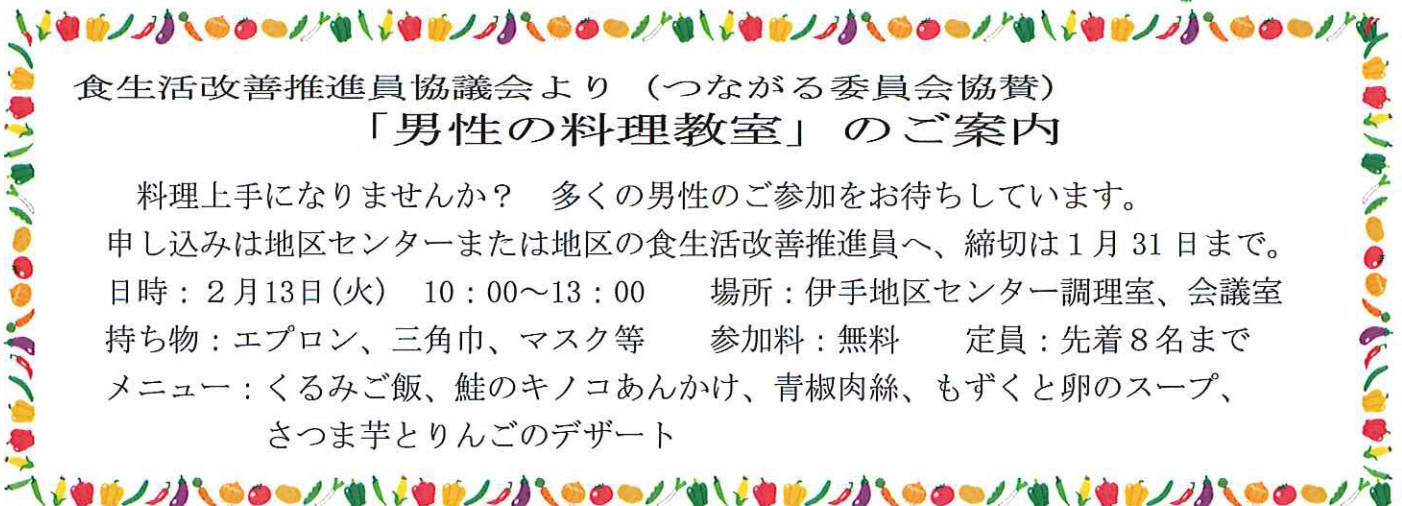 食生活改善推進員協議会より（つながる委員会協賛）
「男性の料理教室」のご案内
料理上手になりませんか？　多くの男性のご参加をお待ちしています。
申し込みは地区センターまたは地区の食生活改善推進員へ、締切は１月 31 日まで。
日時：２月13日(火)　10：00～13：00　　場所：伊手地区センター調理室、会議室
持ち物：エプロン、三角巾、マスク等　　参加料：無料　　定員：先着８名まで
メニュー：くるみご飯、鮭のキノコあんかけ、青椒肉絲、もずくと卵のスープ、
さつま芋とりんごのデザート